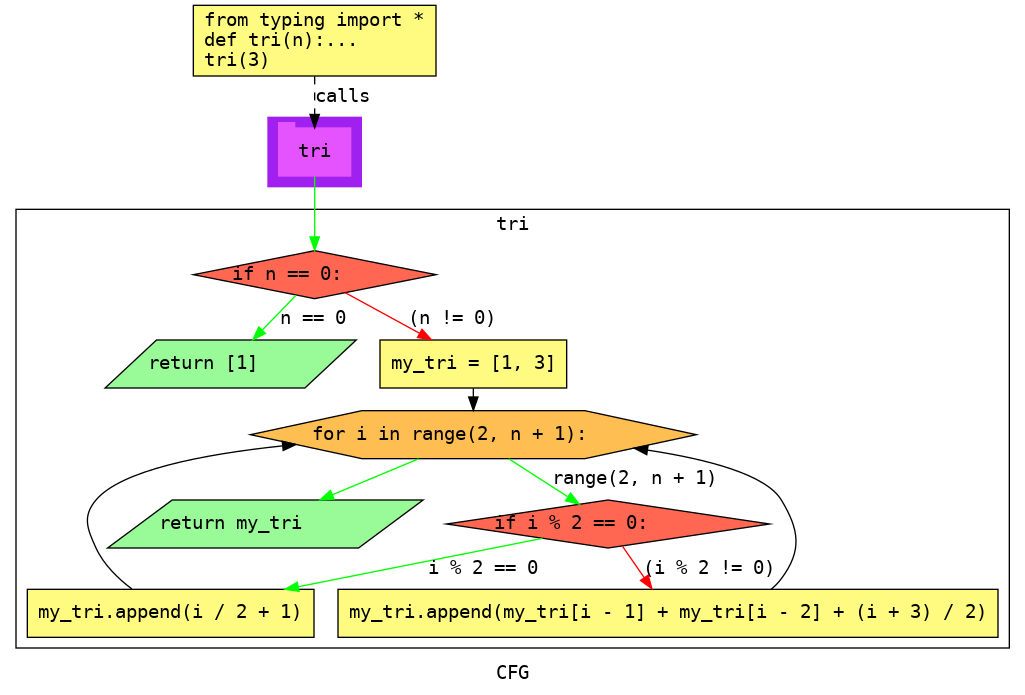 from typing import *
def tri(n):...
tri(3)
calls
tri
tri
if n == 0:
n == 0
(n != 0)
return [1]
my_tri = [1, 3]
for i in range(2, n + 1):
range(2, n + 1)
return my_tri
if i % 2 == 0:
i % 2 == 0
(i % 2 != 0)
my_tri.append(i / 2 + 1)
my_tri.append(my_tri[i - 1] + my_tri[i - 2] + (i + 3) / 2)
CFG